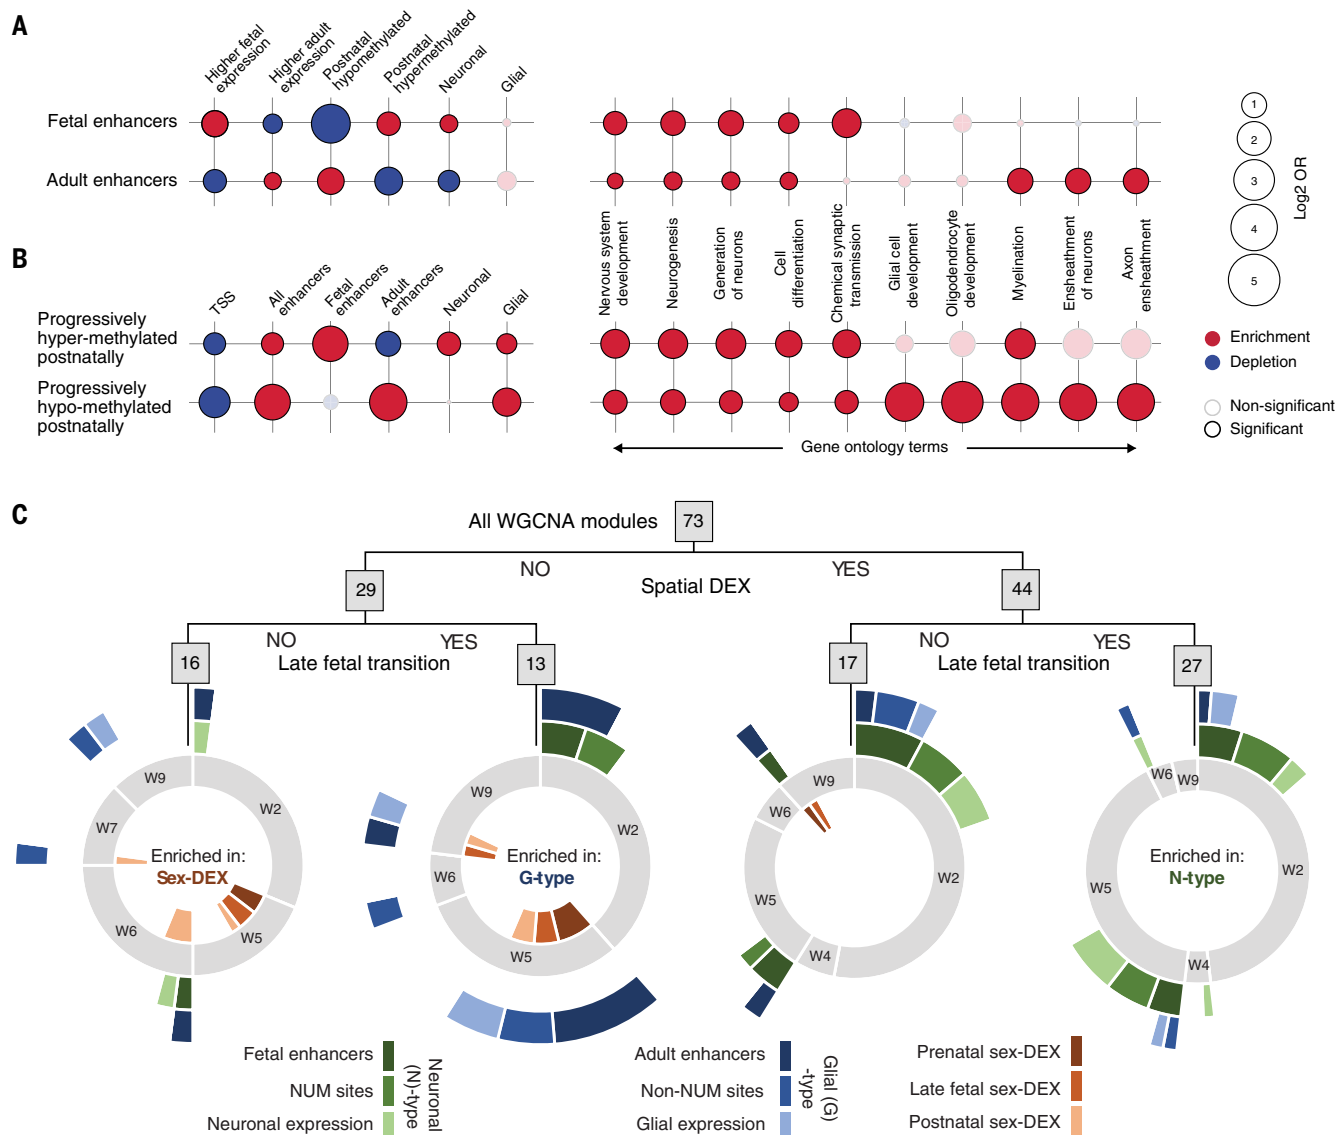 A
Higher fetal
expression
Higher adult
expression
Postnatal
hypomethylated
Postnatal
hypermethylated
Neuronal
Glial
Fetal enhancers
Adult enhancers
1
2
3
4
5
Log2 OR
Nervous system
development
Neurogenesis
Generation
of neurons
Cell
differentiation
Chemical synaptic
transmission
Glial cell
development
Oligodendrocyte
development
Myelination
Ensheathment
of neurons
Axon
ensheathment
B
TSS
All
enhancers
Fetal
enhancers
Adult
enhancers
Neuronal
Glial
Progressively
hyper-methylated
postnatally
Progressively
hypo-methylated
postnatally
Gene ontology terms
Enrichment
Depletion
Non-significant
Significant
C
All WGCNA modules
73
NO
YES
Spatial DEX
29
44
NO
YES
Late fetal transition
NO
YES
Late fetal transition
16
13
17
27
W9
W2
W7
W6
W5
Enriched in:
Sex-DEX
W9
W2
W6
W5
Enriched in:
G-type
W9
W6
W2
W5
W4
W6
W9
W2
W5
W4
Enriched in:
N-type
Fetal enhancers
NUM sites
Neuronal expression
Neuronal
(N)-type
Adult enhancers
Non-NUM sites
Glial expression
Glial (G)
-type
Prenatal sex-DEX
Late fetal sex-DEX
Postnatal sex-DEX